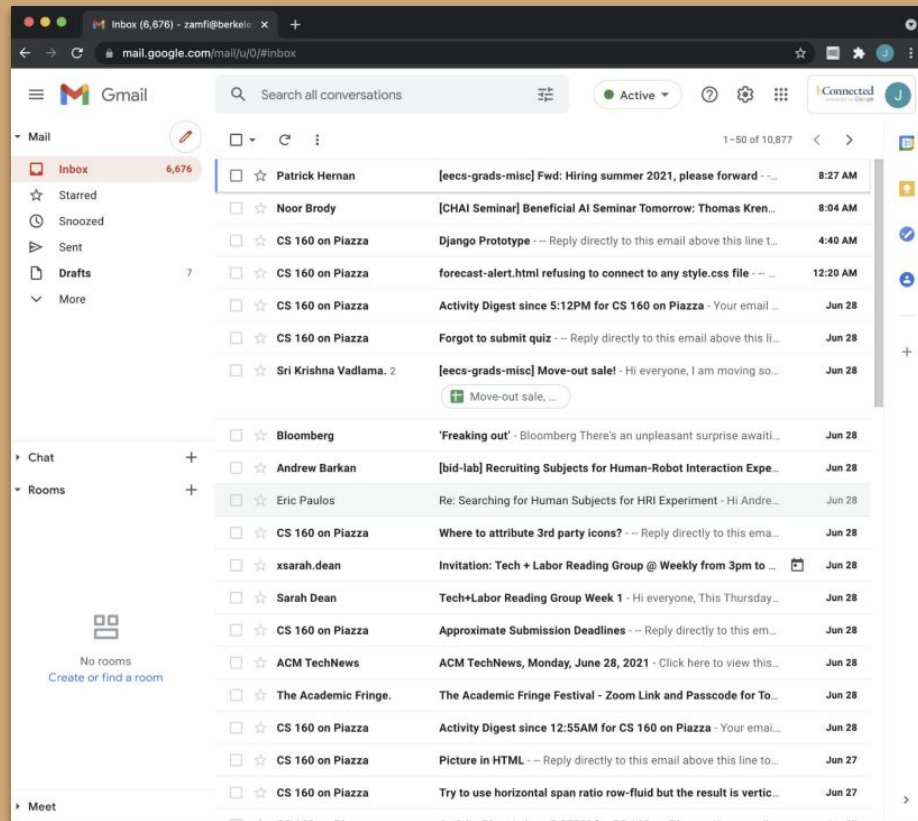 Inbox (6,676) - zamfi@berkele
mail.google.com/mail/u/0/#inbox
Gmail
Search all conversations
Active
bConnected
powered by Google
J
Mail
Inbox 6,676
Starred
Snoozed
Sent
Drafts 7
More
Chat
Rooms
No rooms
Create or find a room
Meet
1–50 of 10,877
Patrick Hernan [eecs-grads-misc] Fwd: Hiring summer 2021, please forward - -... 8:27 AM
Noor Brody [CHAI Seminar] Beneficial AI Seminar Tomorrow: Thomas Kren... 8:04 AM
CS 160 on Piazza Django Prototype - -- Reply directly to this email above this line t... 4:40 AM
CS 160 on Piazza forecast-alert.html refusing to connect to any style.css file - -- ... 12:20 AM
CS 160 on Piazza Activity Digest since 5:12PM for CS 160 on Piazza - Your email ... Jun 28
CS 160 on Piazza Forgot to submit quiz - -- Reply directly to this email above this li... Jun 28
Sri Krishna Vadlama. 2 [eecs-grads-misc] Move-out sale! - Hi everyone, I am moving so... Jun 28
Move-out sale, ...
Bloomberg 'Freaking out' - Bloomberg There's an unpleasant surprise awaiti... Jun 28
Andrew Barkan [bid-lab] Recruiting Subjects for Human-Robot Interaction Expe... Jun 28
Eric Paulos Re: Searching for Human Subjects for HRI Experiment - Hi Andre... Jun 28
CS 160 on Piazza Where to attribute 3rd party icons? - -- Reply directly to this ema... Jun 28
xsarah.dean Invitation: Tech + Labor Reading Group @ Weekly from 3pm to ... Jun 28
Sarah Dean Tech+Labor Reading Group Week 1 - Hi everyone, This Thursday... Jun 28
CS 160 on Piazza Approximate Submission Deadlines - -- Reply directly to this em... Jun 28
ACM TechNews ACM TechNews, Monday, June 28, 2021 - Click here to view this... Jun 28
The Academic Fringe. The Academic Fringe Festival - Zoom Link and Passcode for To... Jun 28
CS 160 on Piazza Activity Digest since 12:55AM for CS 160 on Piazza - Your emai... Jun 28
CS 160 on Piazza Picture in HTML - -- Reply directly to this email above this line to... Jun 27
CS 160 on Piazza Try to use horizontal span ratio row-fluid but the result is vertic... Jun 27